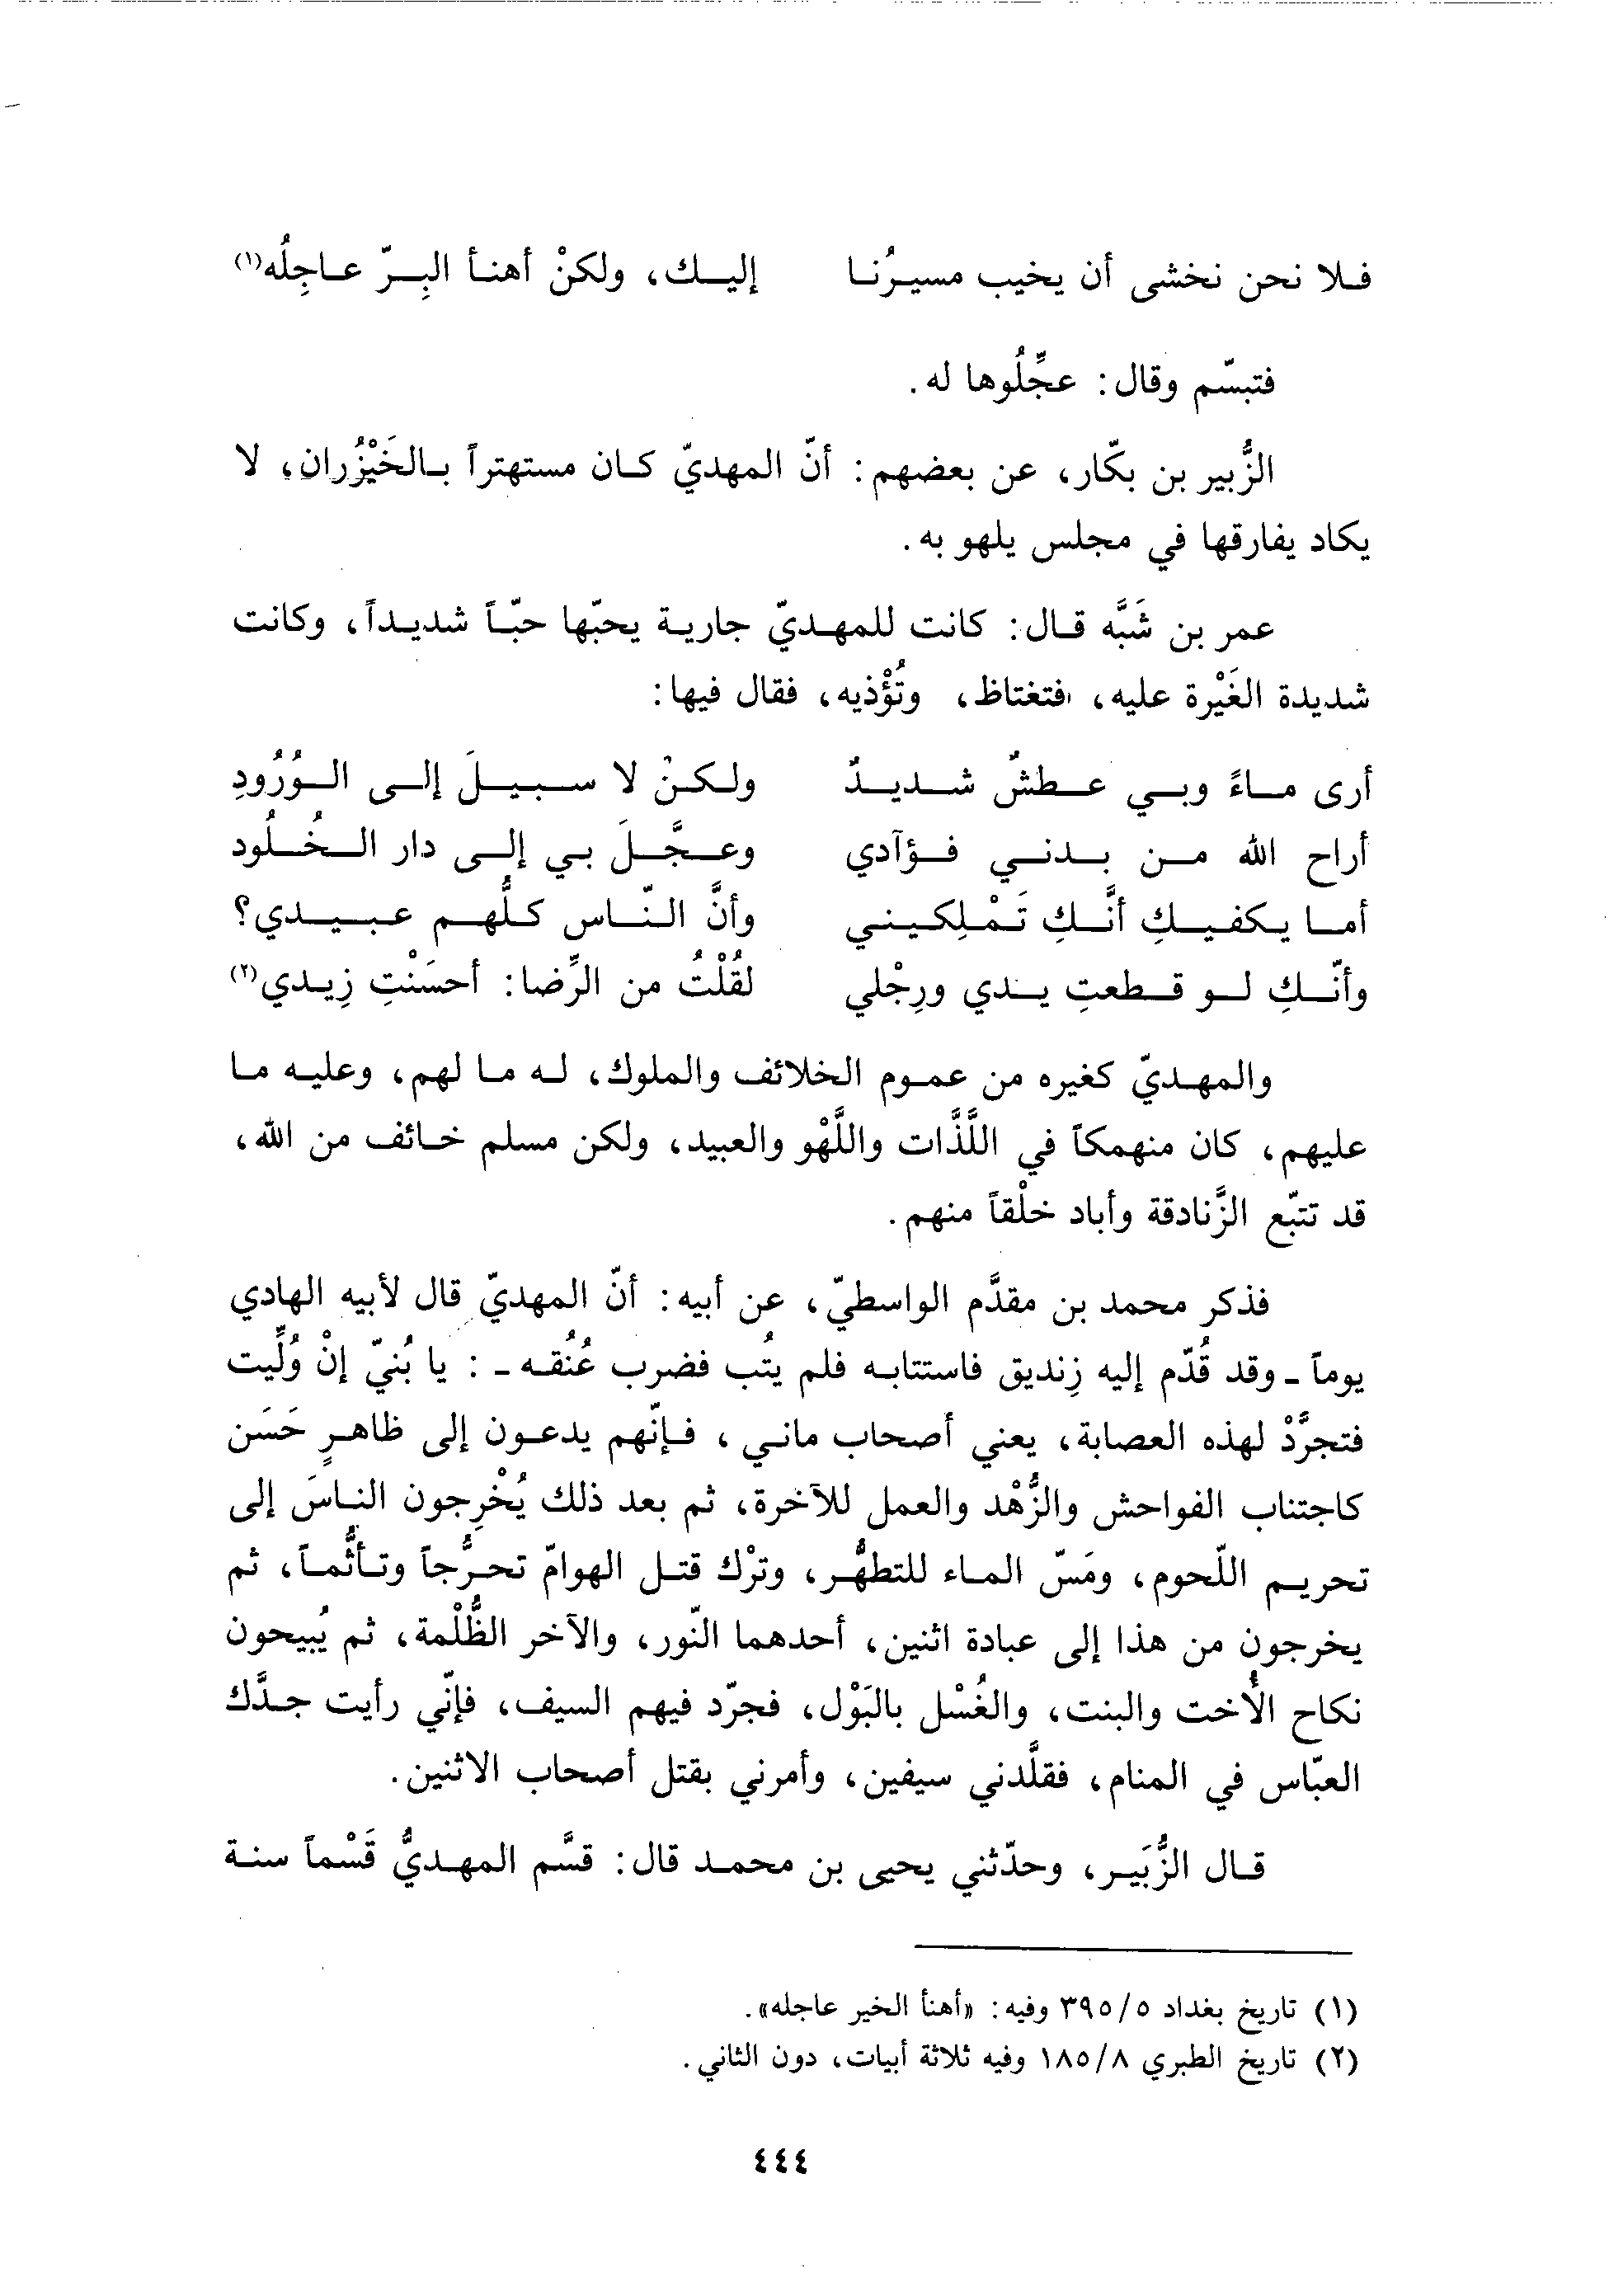 فلا نحن نخشى أن يخيب مسيرُنا إليك، ولكنْ أهنأ البِرّ عاجِلُه(١)
فتبسّم وقال: عجِّلُوها له.
الزُّبير بن بكّار، عن بعضهم: أنّ المهديّ كان مستهتراً بالخَيْزُران، لا
يكاد يفارقها في مجلس يلهو به.
عمر بن شَبَّه قال: كانت للمهديّ جارية يحبّها حبّاً شديداً، وكانت
شديدة الغَيْرة عليه، فتغتاظ، وتُؤْذيه، فقال فيها:
أرى ماءً وبي عطشٌ شديدٌ ولكنْ لا سبيلَ إلى الوُرُودِ
أراح الله من بدني فؤآدي وعجَّلَ بي إلى دار الخُلُود
أما يكفيكِ أنَّكِ تَمْلِكيني وأنَّ النّاس كلُّهم عبيدي؟
وأنّكِ لو قطعتِ يدي ورِجْلي لقُلْتُ من الرِّضا: أحسَنْتِ زِيدي(٢)
والمهديّ كغيره من عموم الخلائف والملوك، له ما لهم، وعليه ما
عليهم، كان منهمكاً في اللَّذَّات واللَّهْو والعبيد، ولكن مسلم خائف من الله،
قد تتبّع الزَّنادقة وأباد خلْقاً منهم.
فذكر محمد بن مقدَّم الواسطيّ، عن أبيه: أنّ المهديّ قال لأبيه الهادي
يوماً ـ وقد قُدّم إليه زِنديق فاستتابه فلم يتُب فضرب عُنُقه ـ : يا بُنيّ إنْ وُلِّيت
فتجرَّدْ لهذه العصابة، يعني أصحاب ماني، فإنّهم يدعون إلى ظاهرٍ حَسَن
كاجتناب الفواحش والزُّهْد والعمل للآخرة، ثم بعد ذلك يُخْرِجون الناسَ إلى
تحريم اللّحوم، ومَسّ الماء للتطهُّر، وترْك قتل الهوامّ تحرُّجاً وتأثُّماً، ثم
يخرجون من هذا إلى عبادة اثنين، أحدهما النّور، والآخر الظُّلْمة، ثم يُبيحون
نكاح الأُخت والبنت، والغُسْل بالبَوْل، فجرّد فيهم السيف، فإنّي رأيت جدَّك
العبّاس في المنام، فقلَّدني سيفين، وأمرني بقتل أصحاب الاثنين.
قال الزُّبَير، وحدّثني يحيى بن محمد قال: قسَّم المهديُّ قَسْماً سنة
(١) تاريخ بغداد ٣٩٥/٥ وفيه: «أهنأ الخير عاجله».
(٢) تاريخ الطبري ١٨٥/٨ وفيه ثلاثة أبيات، دون الثاني.
٤٤٤